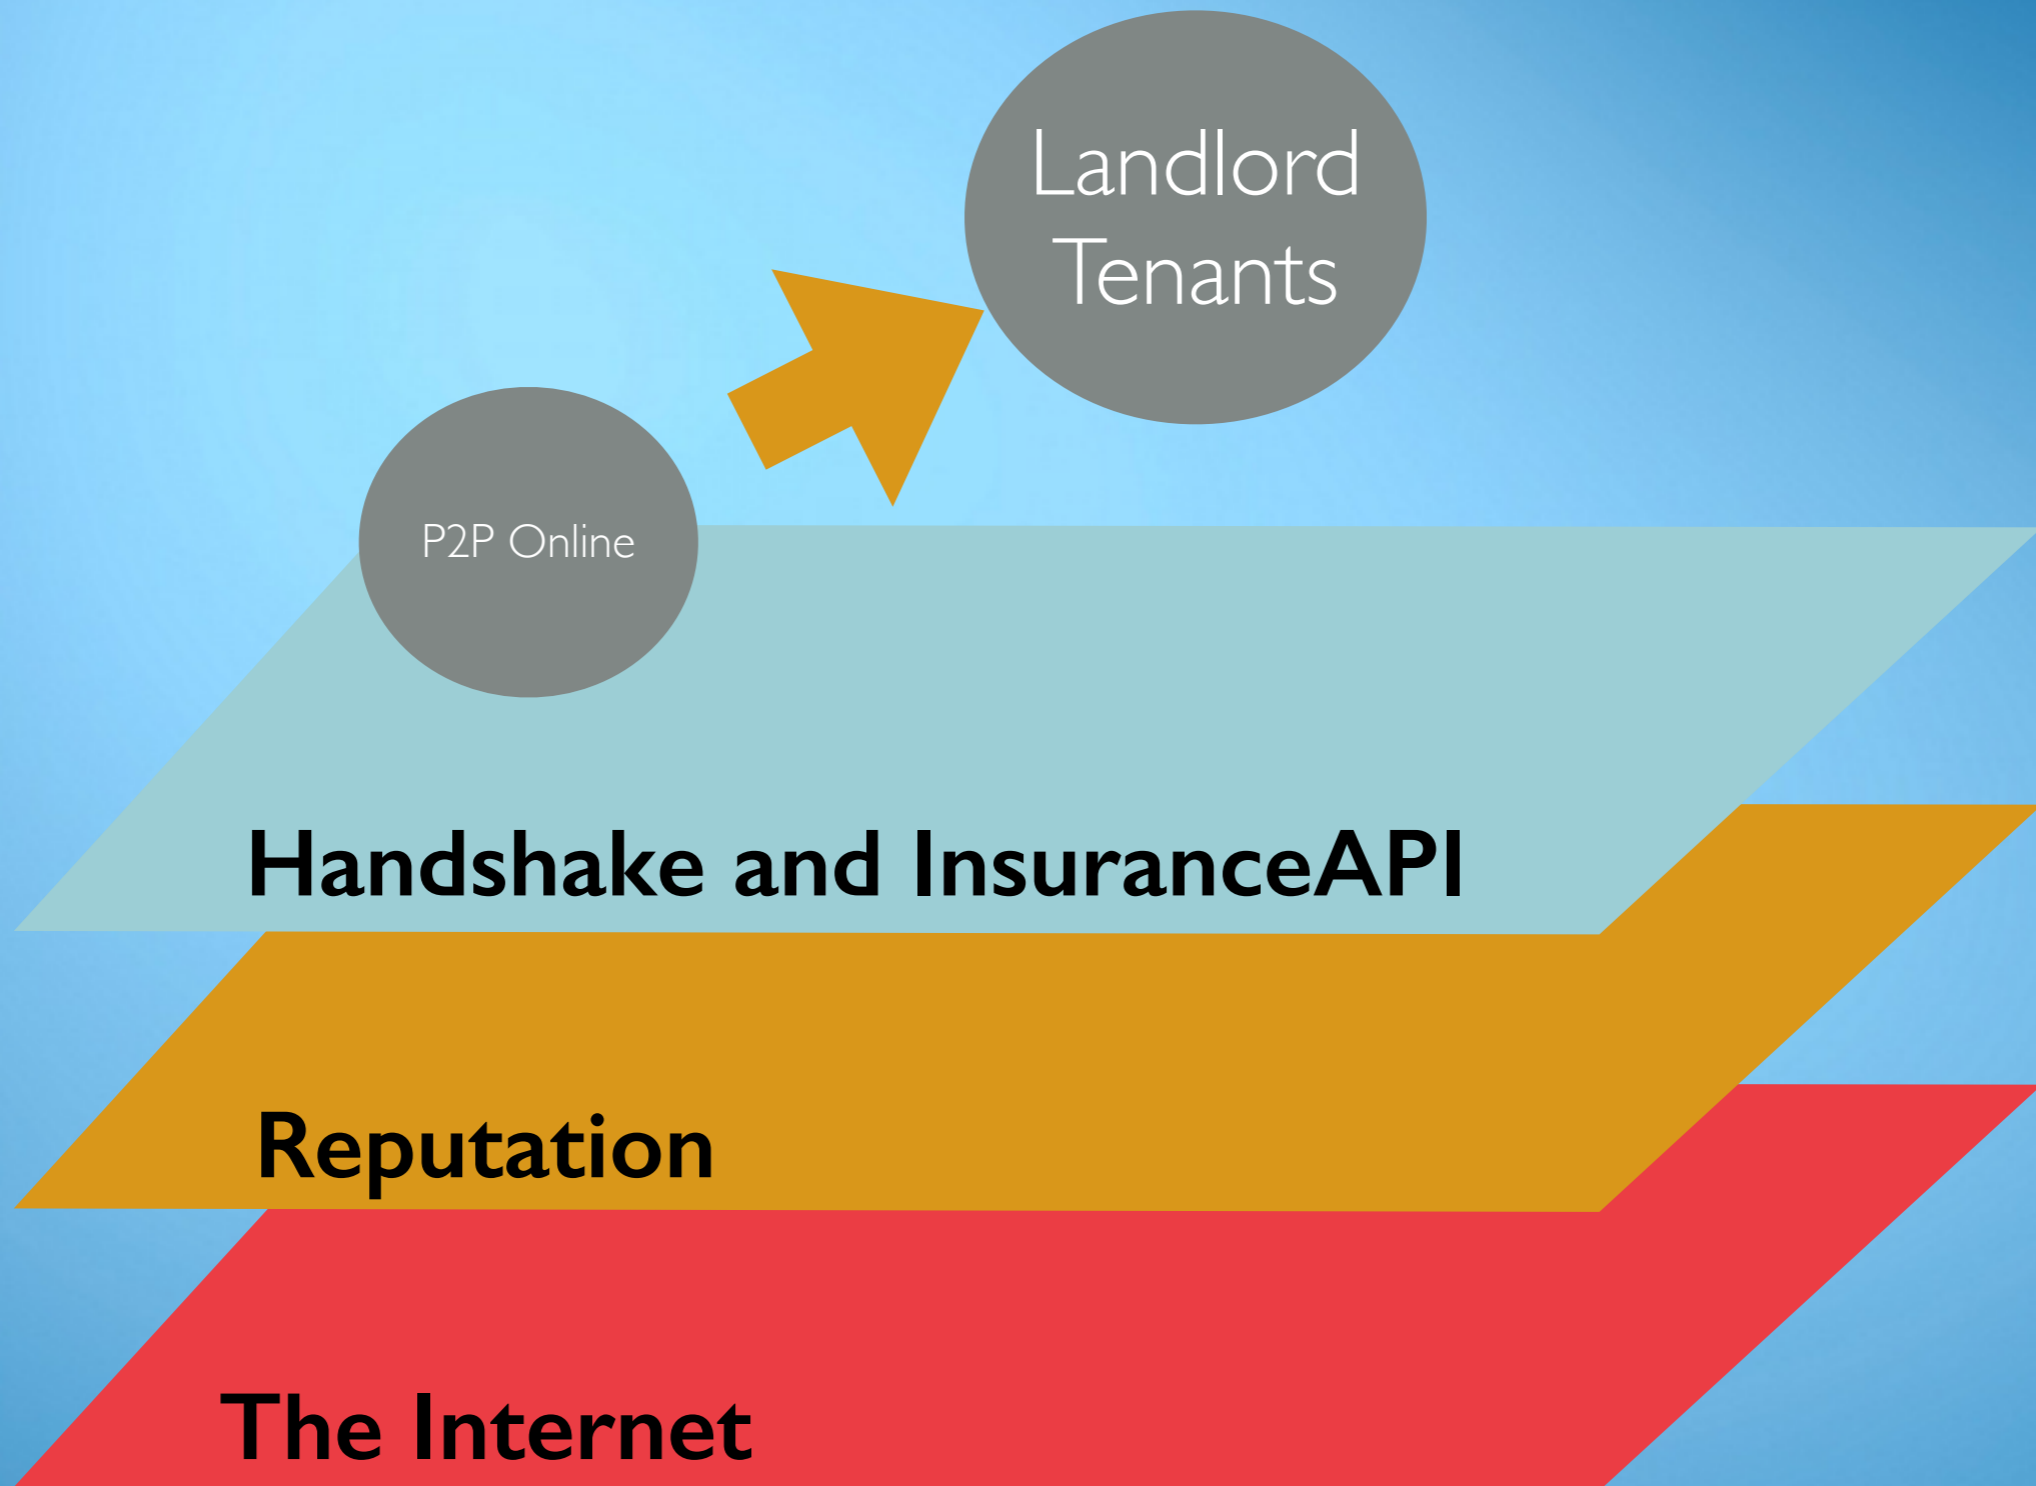 Landlord
Tenants
P2P Online
Handshake and InsuranceAPI
Reputation
The Internet